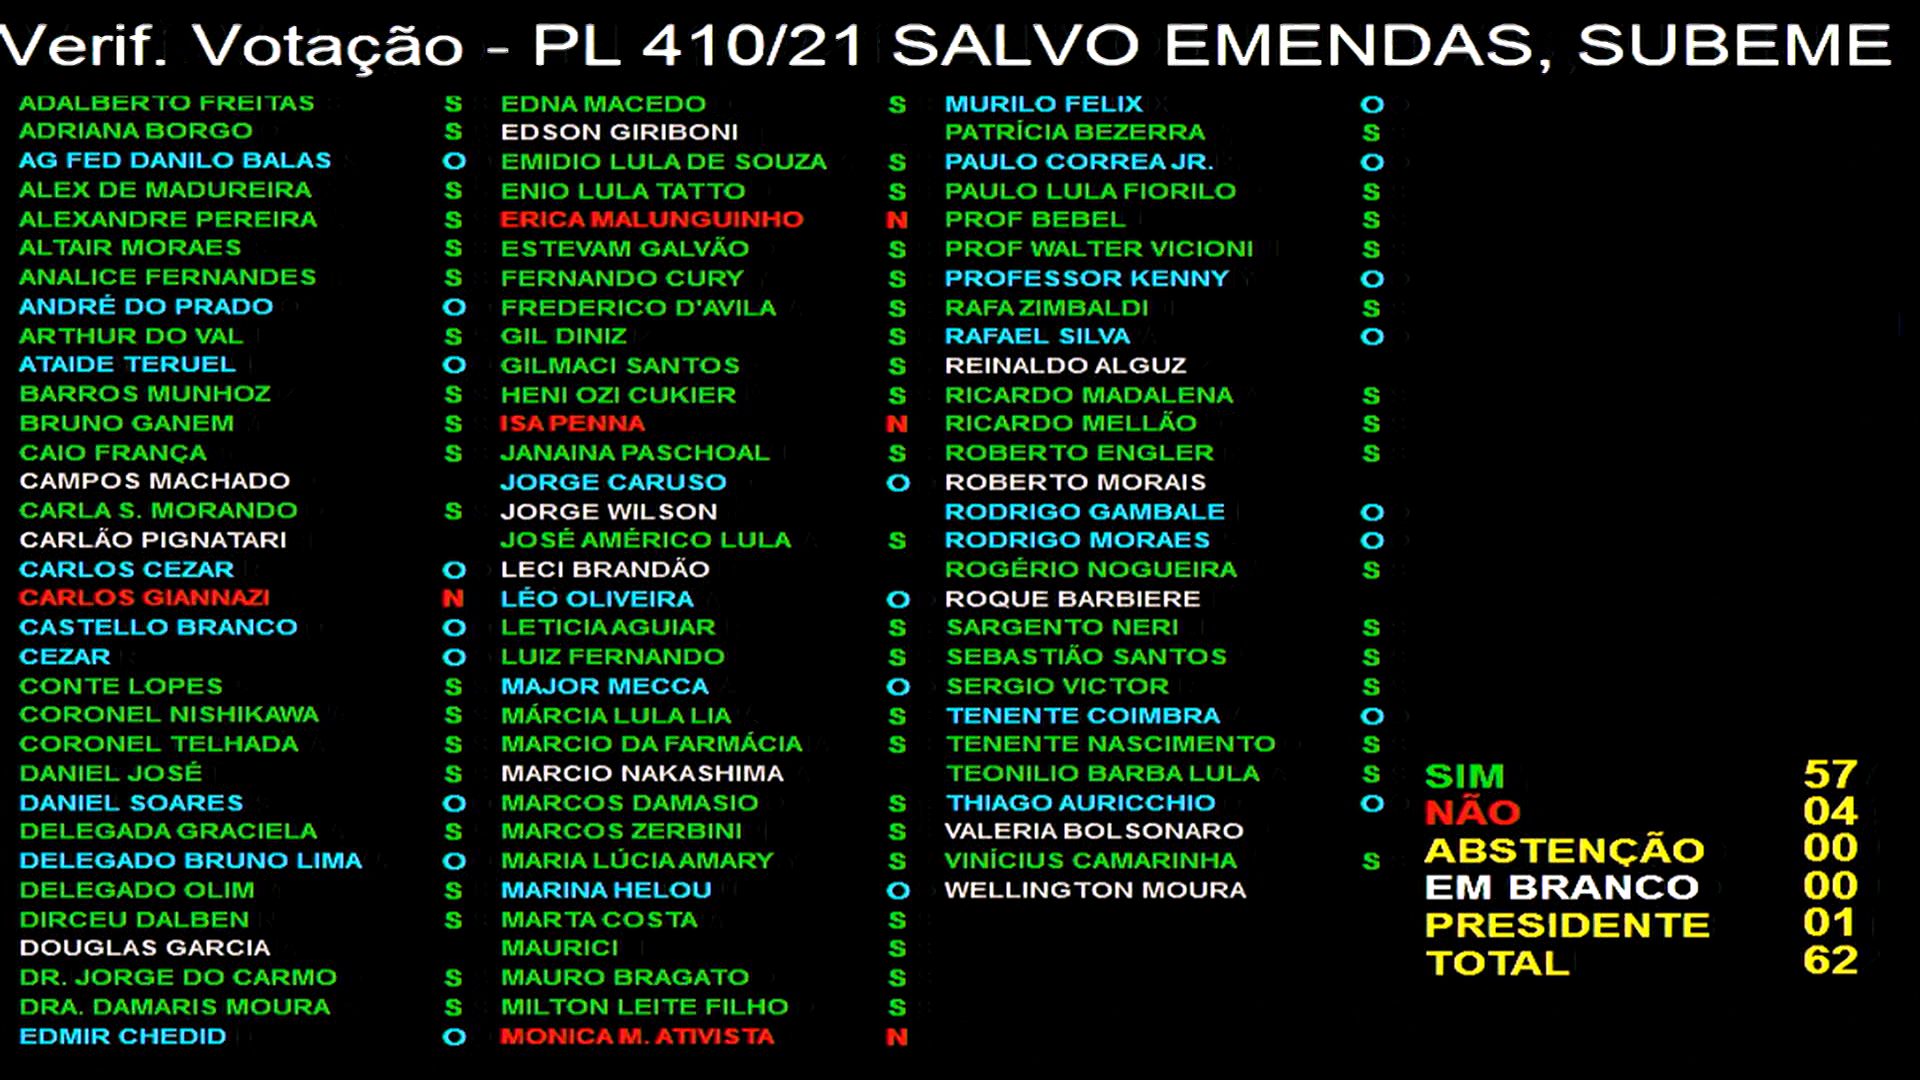 Verif. Votação - PL 410/21 SALVO EMENDAS, SUBEME
ADALBERTO FREITAS S
ADRIANA BORGO S
AG FED DANILO BALAS O
ALEX DE MADUREIRA S
ALEXANDRE PEREIRA S
ALTAIR MORAES S
ANALICE FERNANDES S
ANDRÉ DO PRADO O
ARTHUR DO VAL S
ATAIDE TERUEL O
BARROS MUNHOZ S
BRUNO GANEM S
CAIO FRANÇA S
CAMPOS MACHADO
CARLA S. MORANDO S
CARLÃO PIGNATARI
CARLOS CEZAR O
CARLOS GIANNAZI N
CASTELLO BRANCO O
CEZAR O
CONTE LOPES S
CORONEL NISHIKAWA S
CORONEL TELHADA S
DANIEL JOSÉ S
DANIEL SOARES O
DELEGADA GRACIELA S
DELEGADO BRUNO LIMA O
DELEGADO OLIM S
DIRCEU DALBEN S
DOUGLAS GARCIA
DR. JORGE DO CARMO S
DRA. DAMARIS MOURA S
EDMIR CHEDID O
EDNA MACEDO S
EDSON GIRIBONI
EMIDIO LULA DE SOUZA S
ENIO LULA TATTO S
ERICA MALUNGUINHO N
ESTEVAM GALVÃO S
FERNANDO CURY S
FREDERICO D'AVILA S
GIL DINIZ S
GILMACI SANTOS S
HENI OZI CUKIER S
ISA PENNA N
JANAINA PASCHOAL S
JORGE CARUSO O
JORGE WILSON
JOSÉ AMÉRICO LULA S
LECI BRANDÃO
LÉO OLIVEIRA O
LETICIA AGUIAR S
LUIZ FERNANDO S
MAJOR MECCA O
MÁRCIA LULA LIA S
MARCIO DA FARMÁCIA S
MARCIO NAKASHIMA
MARCOS DAMASIO S
MARCOS ZERBINI S
MARIA LÚCIA AMARY S
MARINA HELOU O
MARTA COSTA S
MAURICI S
MAURO BRAGATO S
MILTON LEITE FILHO S
MONICA M. ATIVISTA N
MURILO FELIX O
PATRÍCIA BEZERRA S
PAULO CORREA JR. O
PAULO LULA FIORILO S
PROF BEBEL S
PROF WALTER VICIONI S
PROFESSOR KENNY O
RAFA ZIMBALDI S
RAFAEL SILVA O
REINALDO ALGUZ
RICARDO MADALENA S
RICARDO MELLÃO S
ROBERTO ENGLER S
ROBERTO MORAIS
RODRIGO GAMBALE O
RODRIGO MORAES O
ROGÉRIO NOGUEIRA S
ROQUE BARBIERE
SARGENTO NERI S
SEBASTIÃO SANTOS S
SERGIO VICTOR S
TENENTE COIMBRA O
TENENTE NASCIMENTO S
TEONILIO BARBA LULA S
THIAGO AURICCHIO O
VALERIA BOLSONARO
VINÍCIUS CAMARINHA S
WELLINGTON MOURA
SIM 57
NÃO 04
ABSTENÇÃO 00
EM BRANCO 00
PRESIDENTE 01
TOTAL 62